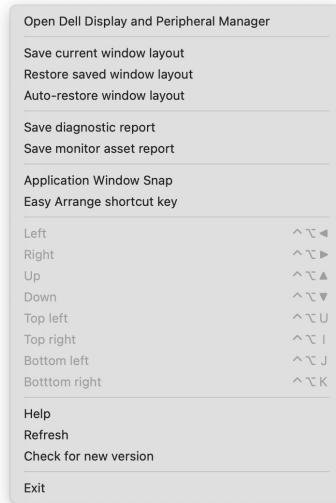 Open Dell Display and Peripheral Manager
Save current window layout
Restore saved window layout
Auto-restore window layout
Save diagnostic report
Save monitor asset report
Application Window Snap
Easy Arrange shortcut key
Left ^⌥◀
Right ^⌥▶
Up ^⌥▲
Down ^⌥▼
Top left ^⌥U
Top right ^⌥I
Bottom left ^⌥J
Botttom right ^⌥K
Help
Refresh
Check for new version
Exit